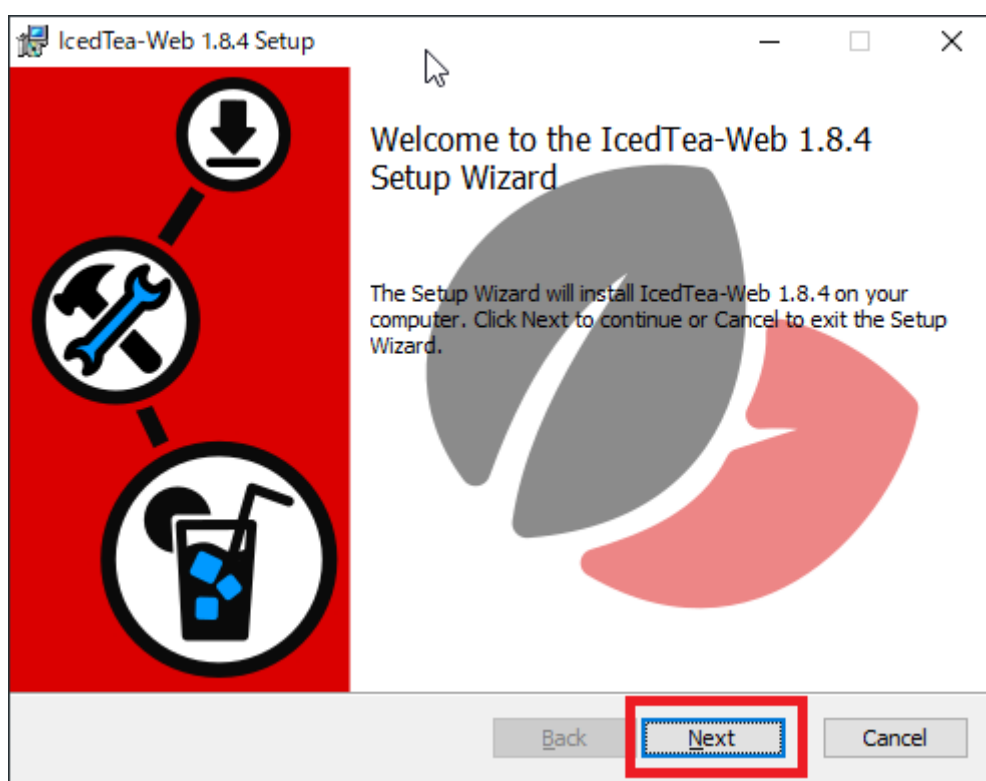 IcedTea-Web 1.8.4 Setup
Welcome to the IcedTea-Web 1.8.4
Setup Wizard
The Setup Wizard will install IcedTea-Web 1.8.4 on your
computer. Click Next to continue or Cancel to exit the Setup
Wizard.
Back
Next
Cancel